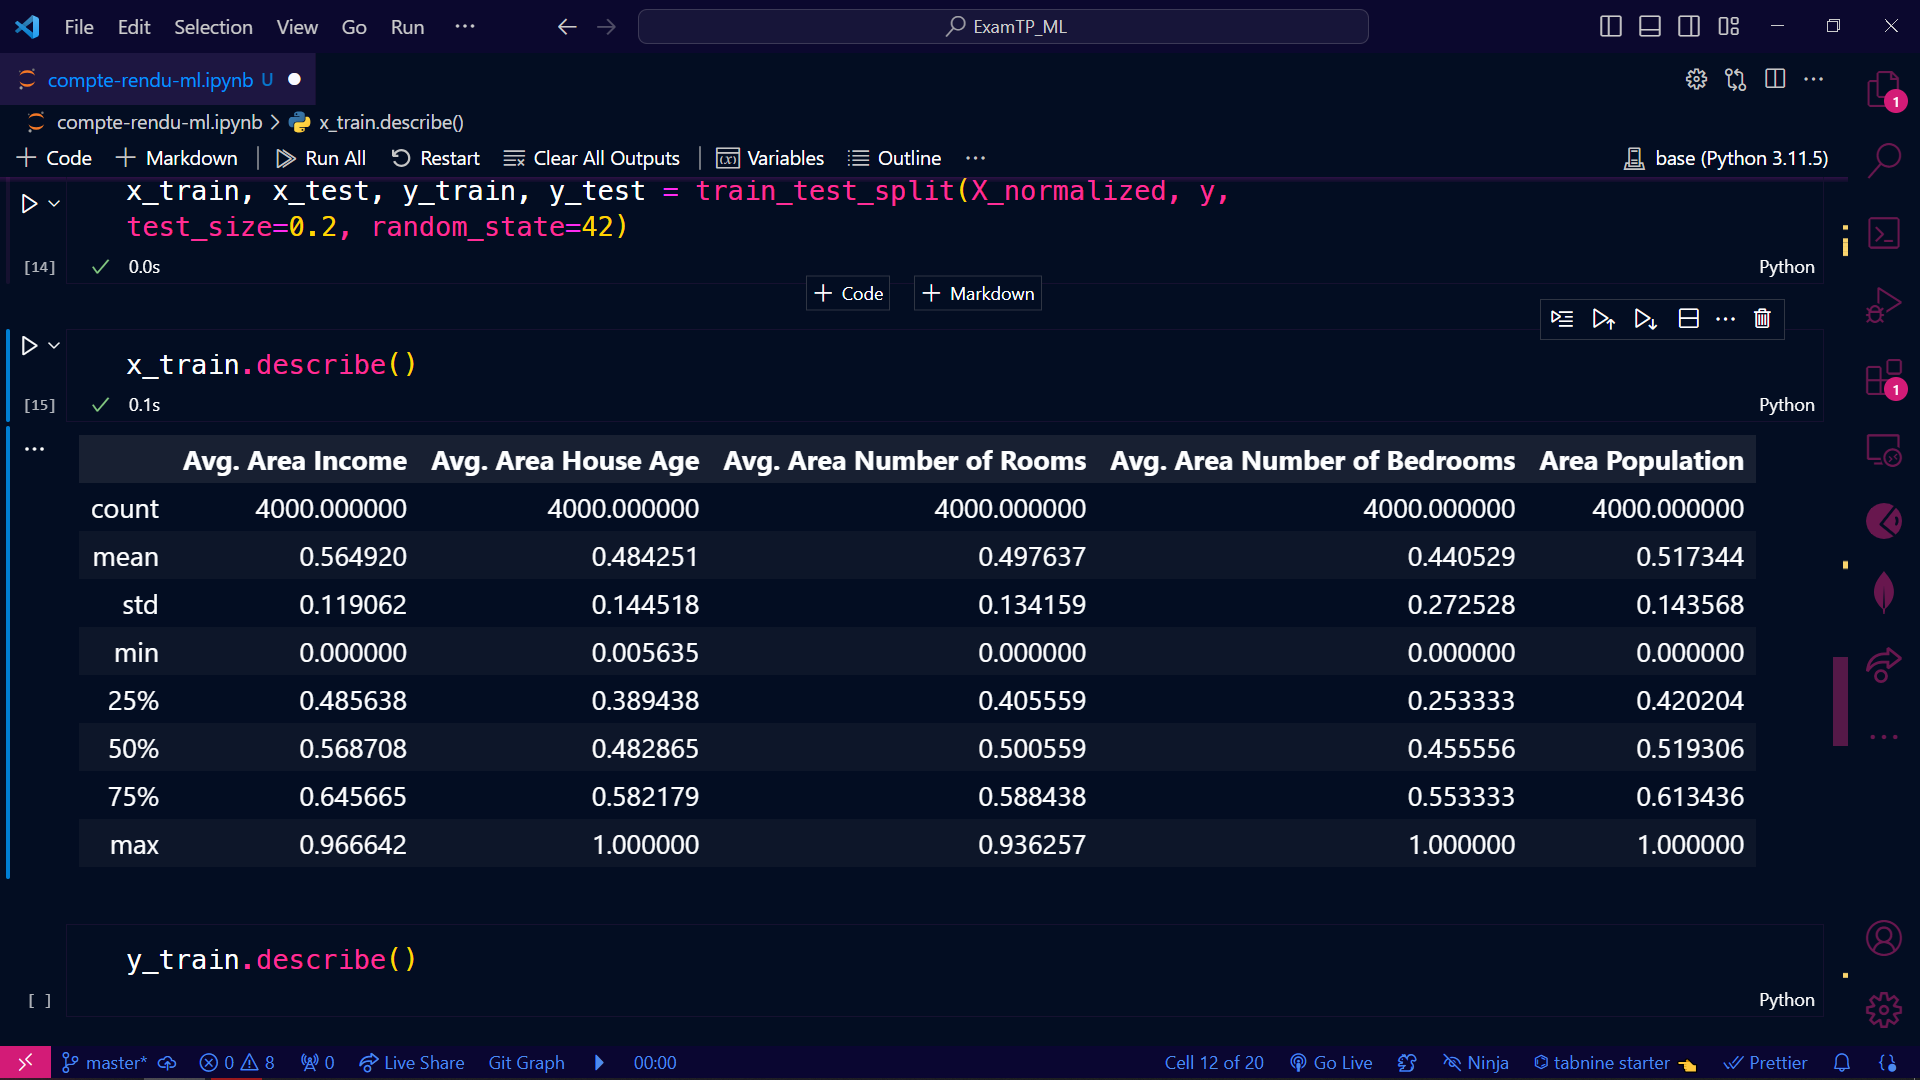 File Edit Selection View Go Run ··· ExamTP_ML
compte-rendu-ml.ipynb U
compte-rendu-ml.ipynb > x_train.describe()
+ Code + Markdown Run All Restart Clear All Outputs Variables Outline ··· base (Python 3.11.5)
x_train, x_test, y_train, y_test = train_test_split(X_normalized, y,
test_size=0.2, random_state=42)
[14] 0.0s Python
+ Code + Markdown
x_train.describe()
[15] 0.1s Python
Avg. Area Income Avg. Area House Age Avg. Area Number of Rooms Avg. Area Number of Bedrooms Area Population
count 4000.000000 4000.000000 4000.000000 4000.000000 4000.000000
mean 0.564920 0.484251 0.497637 0.440529 0.517344
std 0.119062 0.144518 0.134159 0.272528 0.143568
min 0.000000 0.005635 0.000000 0.000000 0.000000
25% 0.485638 0.389438 0.405559 0.253333 0.420204
50% 0.568708 0.482865 0.500559 0.455556 0.519306
75% 0.645665 0.582179 0.588438 0.553333 0.613436
max 0.966642 1.000000 0.936257 1.000000 1.000000
y_train.describe()
[ ] Python
1
1
master* 0 8 0 Live Share Git Graph 00:00 Cell 12 of 20 Go Live Ninja tabnine starter Prettier